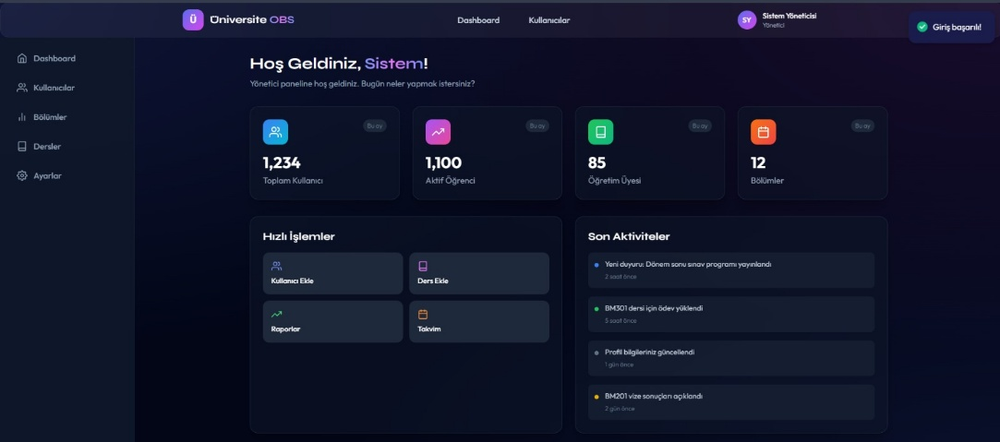 Ü Üniversite OBS
Dashboard
Kullanıcılar
SY Sistem Yöneticisi
Yönetici
Giriş başarılı!
Dashboard
Kullanıcılar
Bölümler
Dersler
Ayarlar
Hoş Geldiniz, Sistem!
Yönetici paneline hoş geldiniz. Bugün neler yapmak istersiniz?
Bu ay
1,234
Toplam Kullanıcı
Bu ay
1,100
Aktif Öğrenci
Bu ay
85
Öğretim Üyesi
Bu ay
12
Bölümler
Hızlı İşlemler
Kullanıcı Ekle
Ders Ekle
Raporlar
Takvim
Son Aktiviteler
Yeni duyuru: Dönem sonu sınav programı yayınlandı
2 saat önce
BM301 dersi için ödev yüklendi
5 saat önce
Profil bilgileriniz güncellendi
1 gün önce
BM201 vize sonuçları açıklandı
2 gün önce